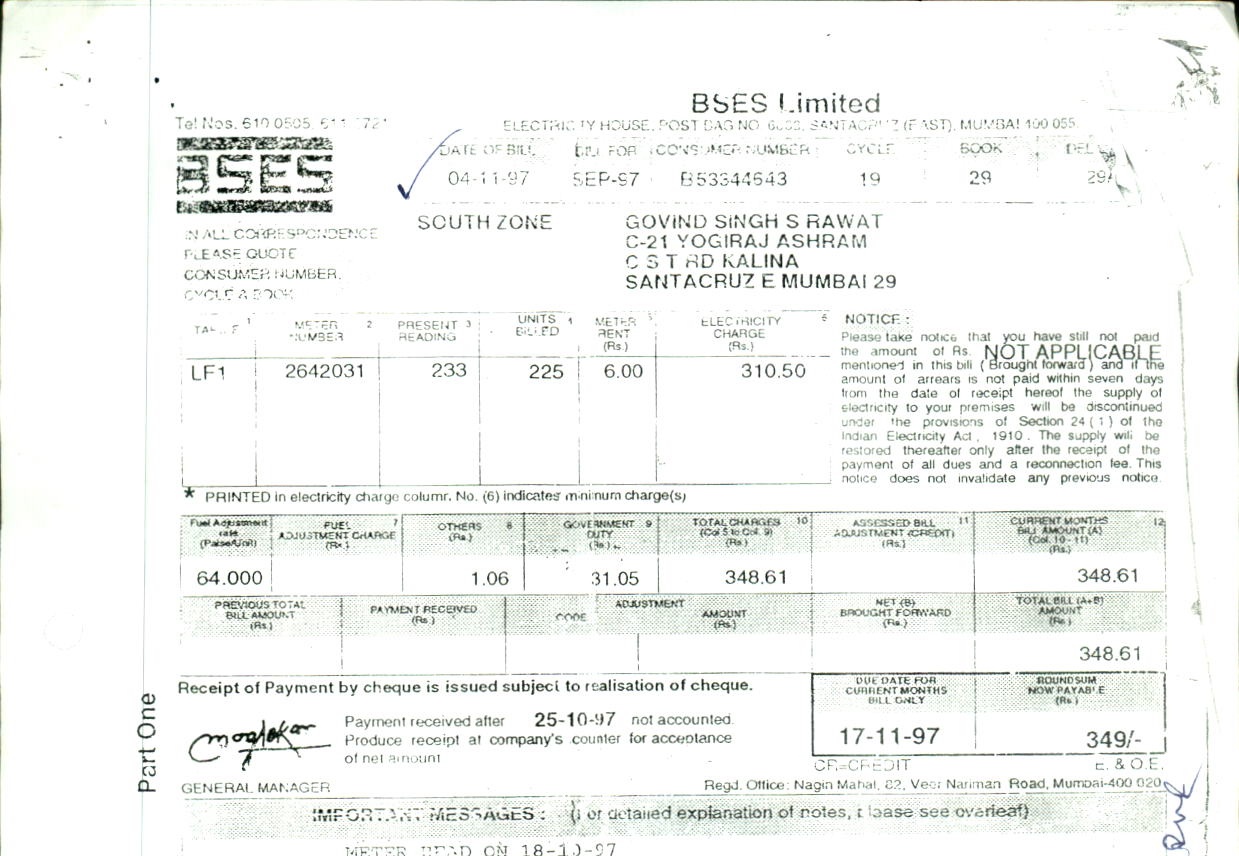 BSES Limited
Tel Nos. 610 0505,
ELECTRICITY HOUSE, POST BAG NO. SANTACRUZ (EAST), MUMBAI 400 055
BSES
DATE OF BILL BILL FOR CONSUMER NUMBER CYCLE BOOK
04-11-97 SEP-97 B53344643 19 29
SOUTH ZONE
GOVIND SINGH S RAWAT
C-21 YOGIRAJ ASHRAM
C S T RD KALINA
SANTACRUZ E MUMBAI 29
IN ALL CORRESPONDENCE
PLEASE QUOTE
CONSUMER NUMBER,
CYCLE & BOOK
METER NUMBER 2 PRESENT READING 3 UNITS BILLED 4 METER RENT (Rs.) 5 ELECTRICITY CHARGE (Rs.) 6
LF1 2642031 233 225 6.00 310.50
NOTICE :
Please take notice that you have still not paid
the amount of Rs. NOT APPLICABLE
mentioned in this bill ( Brought forward ) and if the
amount of arrears is not paid within seven days
from the date of receipt hereof the supply of
electricity to your premises will be discontinued
under the provisions of Section 24 ( 1 ) of the
Indian Electricity Act, 1910. The supply will be
restored thereafter only after the receipt of the
payment of all dues and a reconnection fee. This
notice does not invalidate any previous notice.
* PRINTED in electricity charge column. No. (6) indicates minimum charge(s)
Fuel Adjustment rate (Paise/Unit) FUEL ADJUSTMENT CHARGE (Rs.) 7 OTHERS (Rs.) 8 GOVERNMENT DUTY (Rs.) 9 TOTAL CHARGES (Col 5 to Col. 9) (Rs.) 10 ASSESSED BILL ADJUSTMENT (CREDIT) (Rs.) 11 CURRENT MONTHS BILL AMOUNT (A) (Col. 10 - 11) (Rs.) 12
64.000 1.06 31.05 348.61 348.61
PREVIOUS TOTAL BILL AMOUNT (Rs.) PAYMENT RECEIVED (Rs.) CODE ADJUSTMENT AMOUNT (Rs.) NET (B) BROUGHT FORWARD (Rs.) TOTAL BILL (A+B) AMOUNT (Rs.)
348.61
Receipt of Payment by cheque is issued subject to realisation of cheque.
DUE DATE FOR CURRENT MONTHS BILL ONLY ROUNDSUM NOW PAYABLE (Rs.)
17-11-97 349/-
Payment received after 25-10-97 not accounted.
Produce receipt at company's counter for acceptance
of net amount
CR=CREDIT E. & O.E.
GENERAL MANAGER
Regd. Office: Nagin Mahal, 82, Veer Nariman Road, Mumbai-400 020
Part One
IMPORTANT MESSAGES : (For detailed explanation of notes, please see overleaf)
METER READ ON 18-10-97